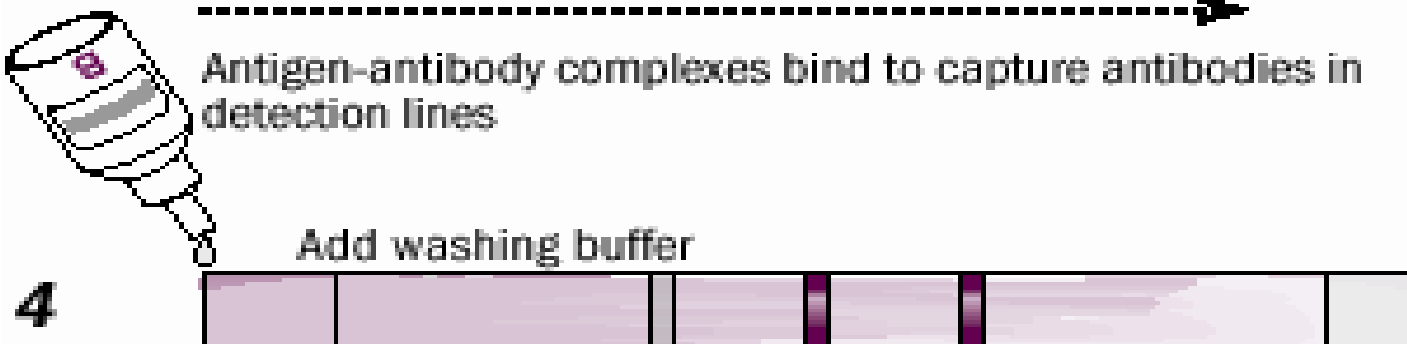 B
Antigen-antibody complexes bind to capture antibodies in
detection lines
Add washing buffer
4